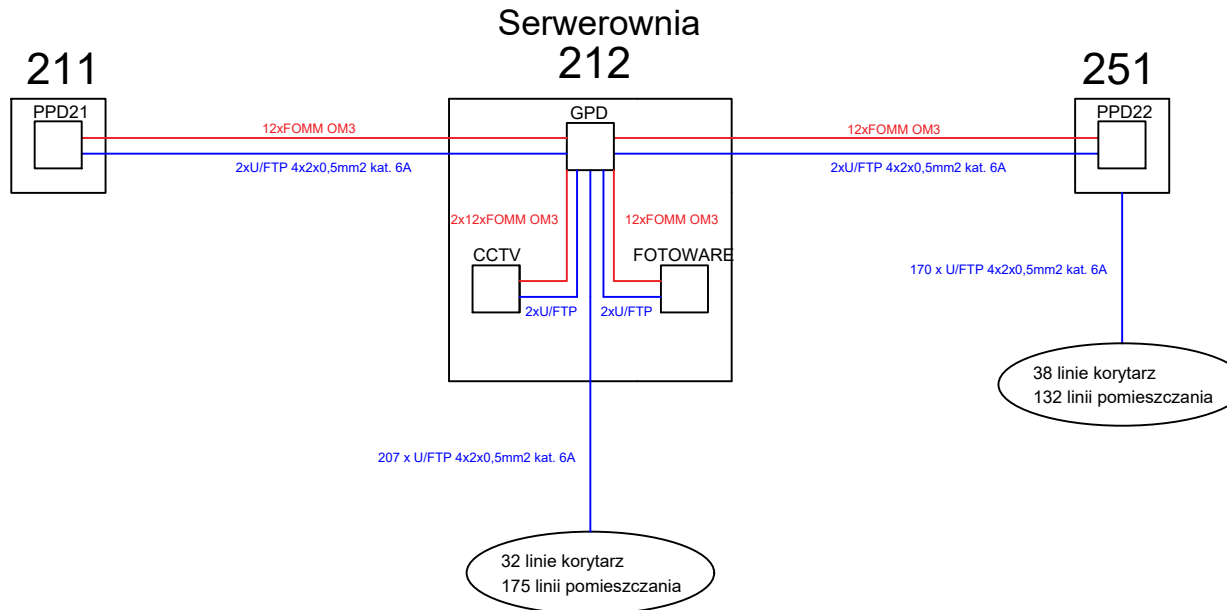 Serwerownia
211
212
251
PPD21
GPD
PPD22
12xFOMM OM3
12xFOMM OM3
2xU/FTP 4x2x0,5mm2 kat. 6A
2xU/FTP 4x2x0,5mm2 kat. 6A
2x12xFOMM OM3
12xFOMM OM3
CCTV
FOTOWARE
2xU/FTP
2xU/FTP
170 x U/FTP 4x2x0,5mm2 kat. 6A
38 linie korytarz
132 linii pomieszczania
207 x U/FTP 4x2x0,5mm2 kat. 6A
32 linie korytarz
175 linii pomieszczania